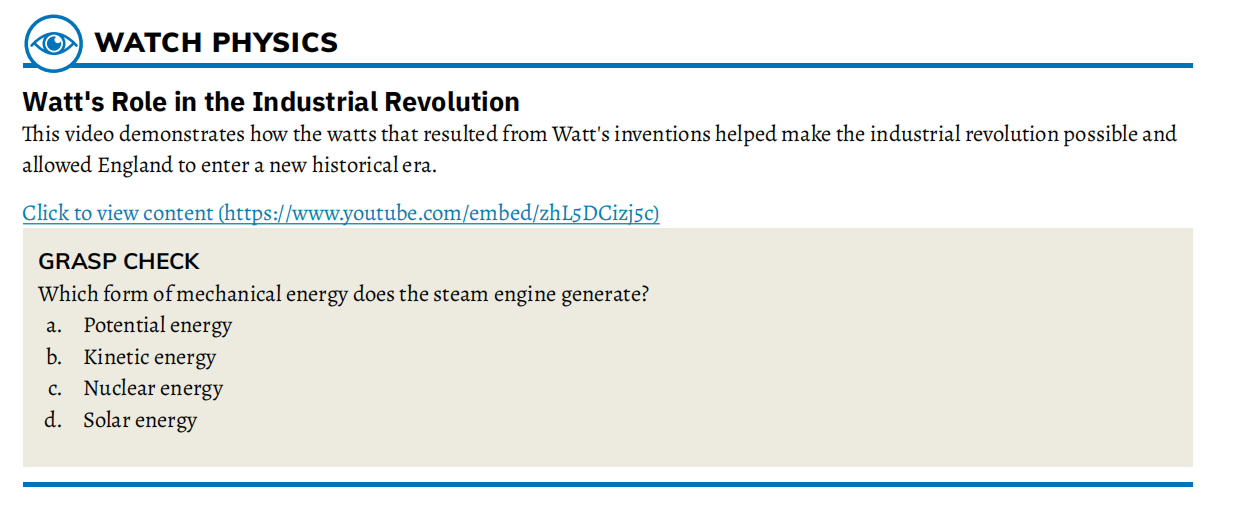 WATCH PHYSICS
Watt's Role in the Industrial Revolution
This video demonstrates how the watts that resulted from Watt's inventions helped make the industrial revolution possible and
allowed England to enter a new historical era.
Click to view content (https://www.youtube.com/embed/zhL5DCizj5c)
GRASP CHECK
Which form of mechanical energy does the steam engine generate?
a. Potential energy
b. Kinetic energy
c. Nuclear energy
d. Solar energy